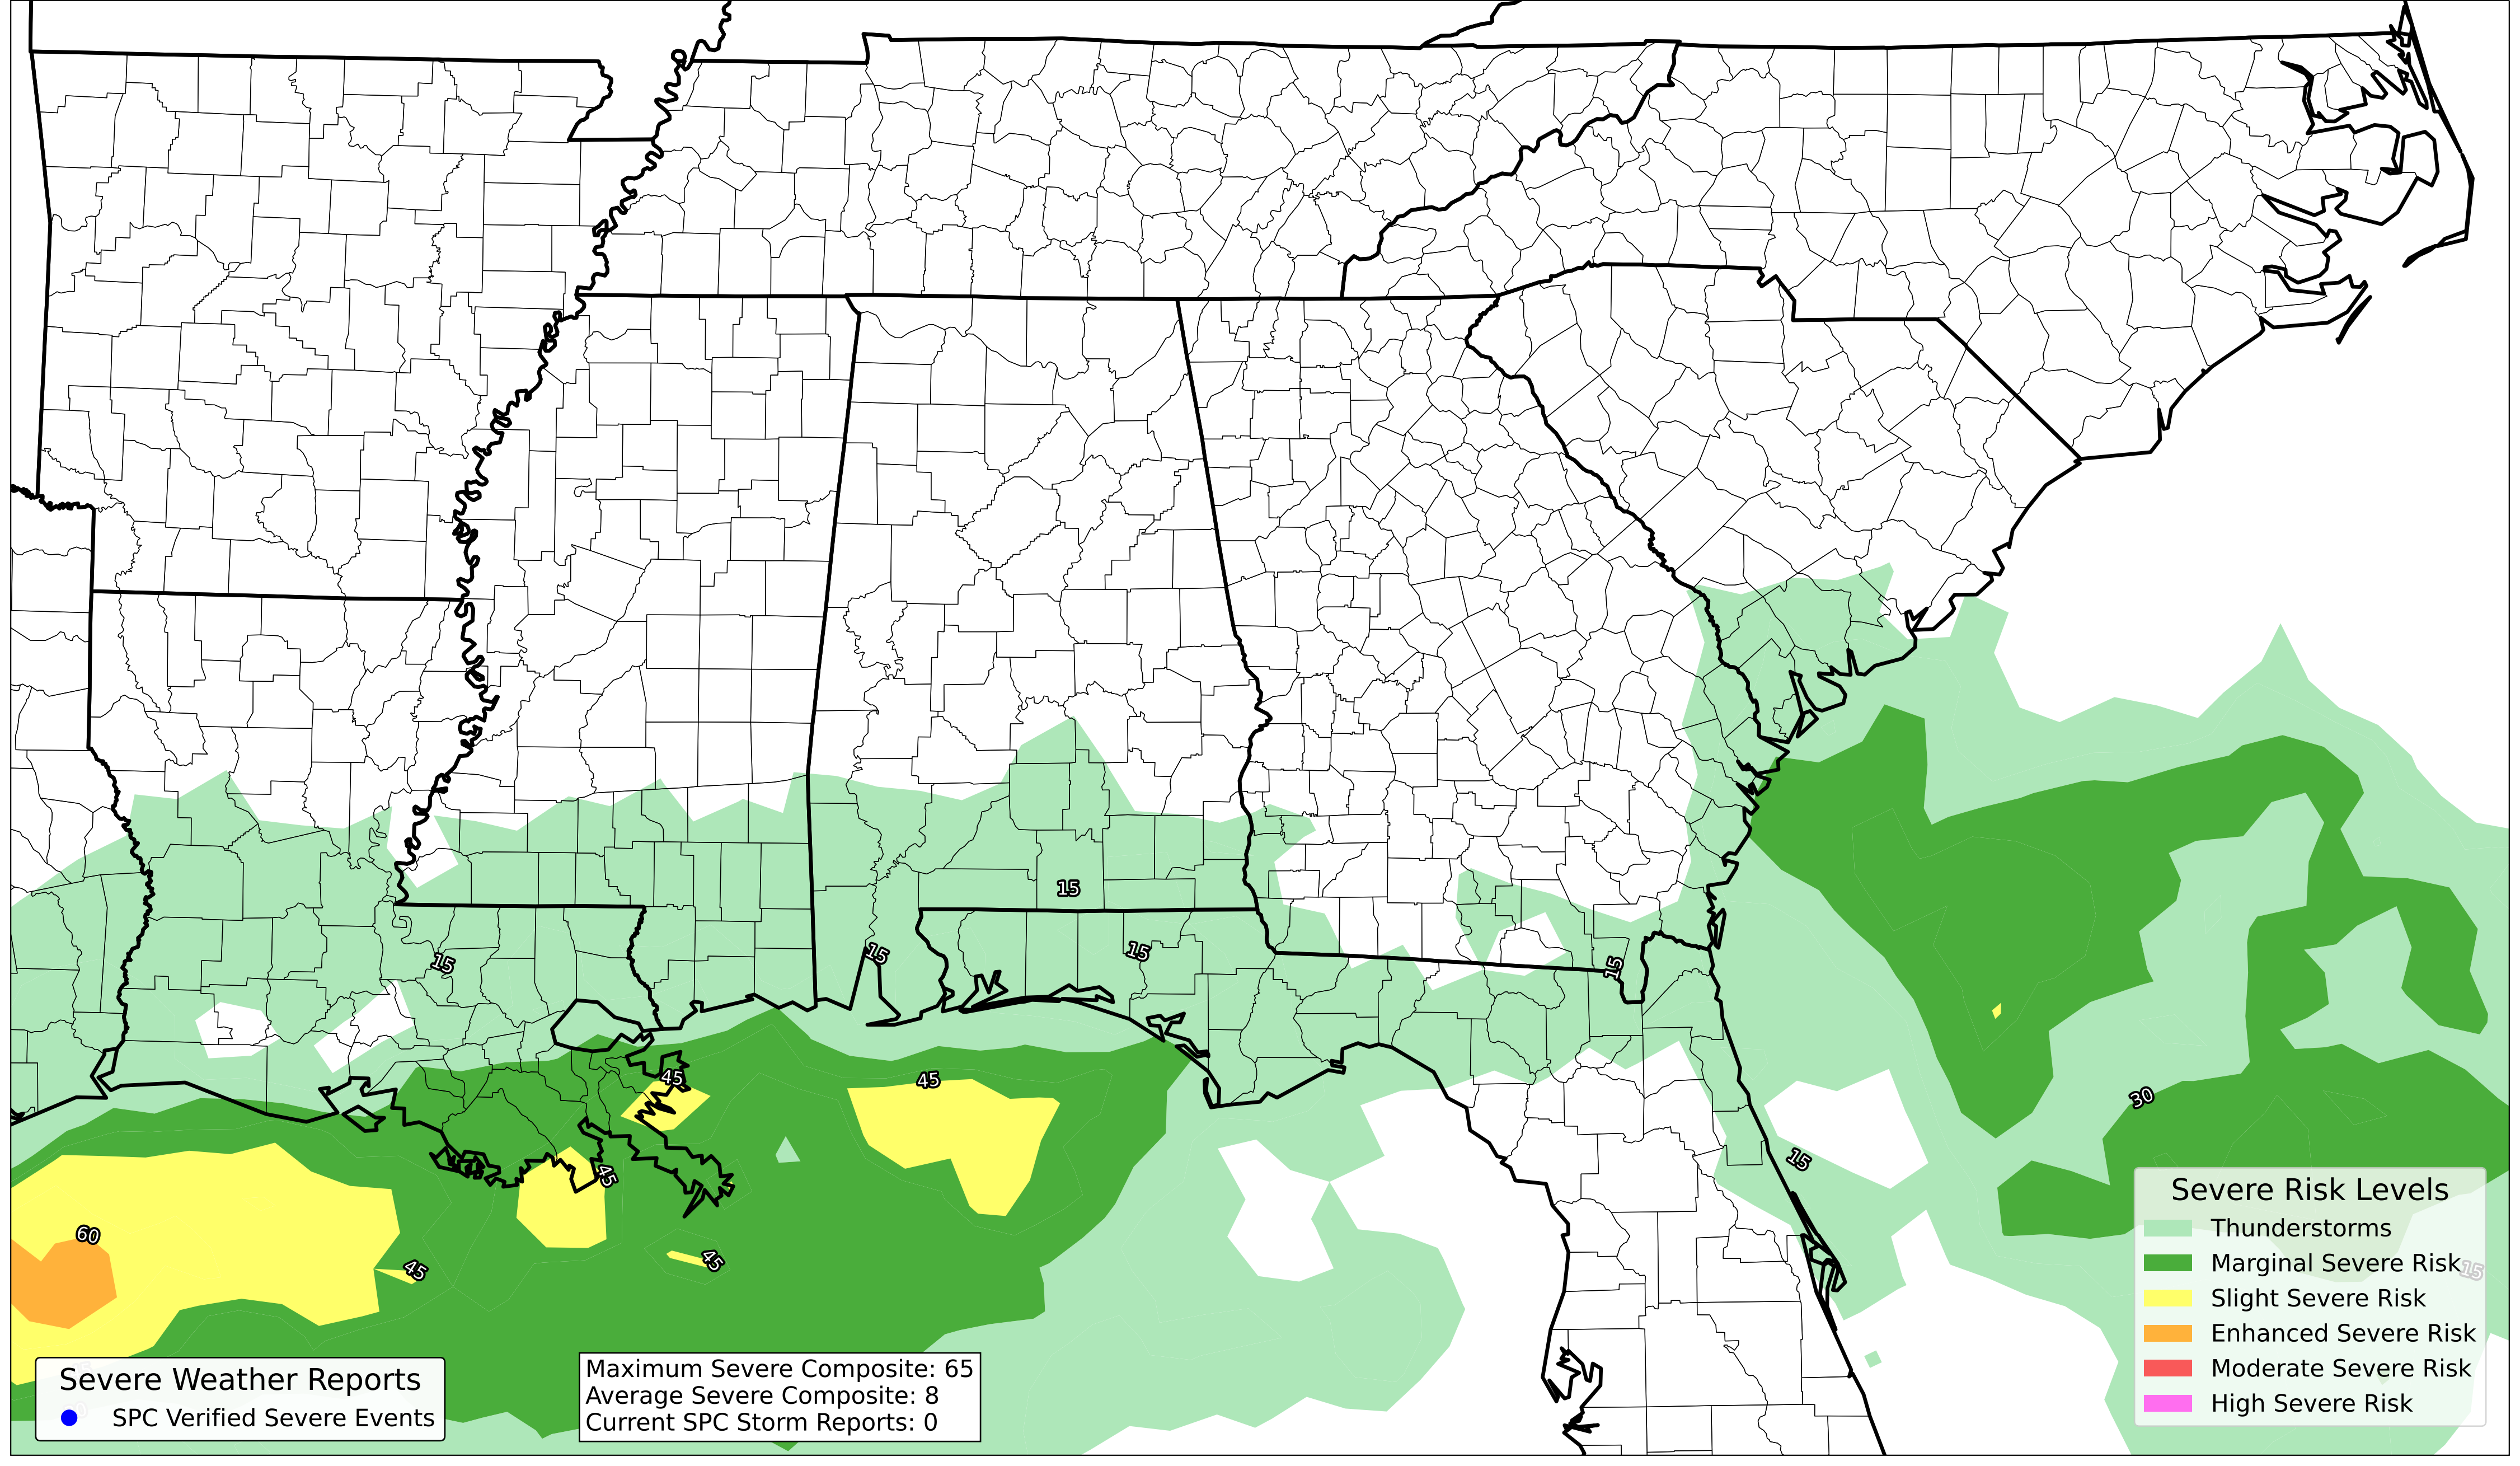 15
15
15
15
15
45
45
30
15
45
60
45
45
15
Severe Risk Levels
Thunderstorms
Marginal Severe Risk
Slight Severe Risk
Enhanced Severe Risk
Moderate Severe Risk
High Severe Risk
Severe Weather Reports
SPC Verified Severe Events
Maximum Severe Composite: 65
Average Severe Composite: 8
Current SPC Storm Reports: 0